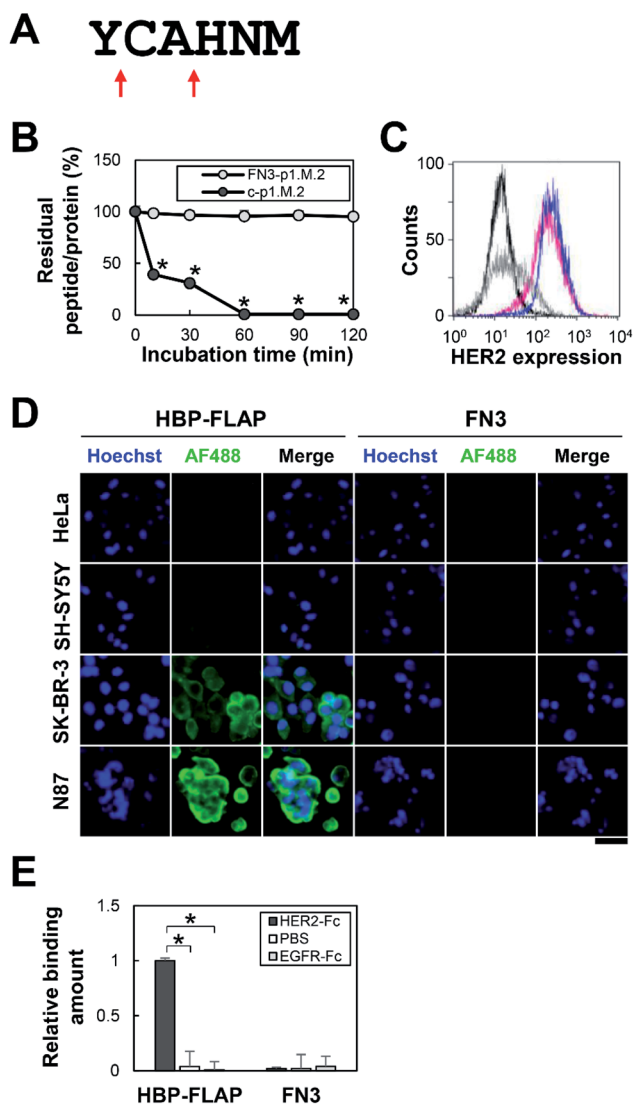 A
YCAHNM
B
Residual
peptide/protein (%)
150
100
50
0
FN3-p1.M.2
c-p1.M.2
* * * * *
0 30 60 90 120
Incubation time (min)
C
Counts
100
50
0
10⁰ 10¹ 10² 10³ 10⁴
HER2 expression
D
HBP-FLAP FN3
Hoechst AF488 Merge Hoechst AF488 Merge
HeLa
SH-SY5Y
SK-BR-3
N87
E
Relative binding
amount
1.5
1
0.5
0
*
*
HER2-Fc
PBS
EGFR-Fc
HBP-FLAP FN3